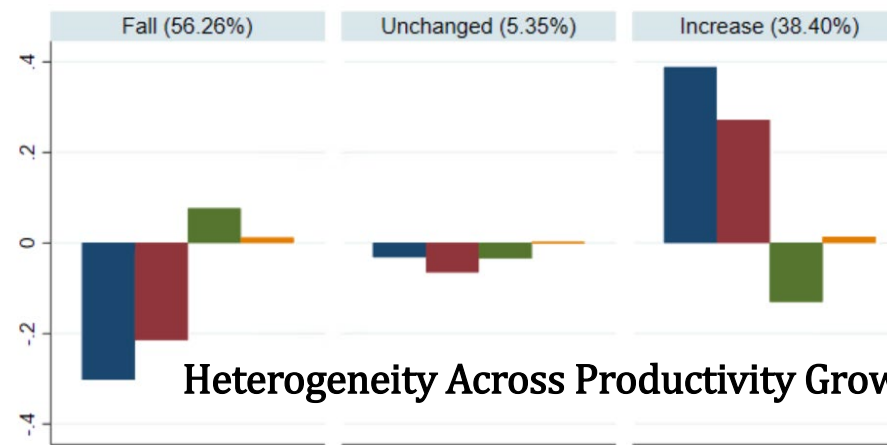 Fall (56.26%)
Unchanged (5.35%)
Increase (38.40%)
.4
.2
0
-.2
-.4
Heterogeneity Across Productivity